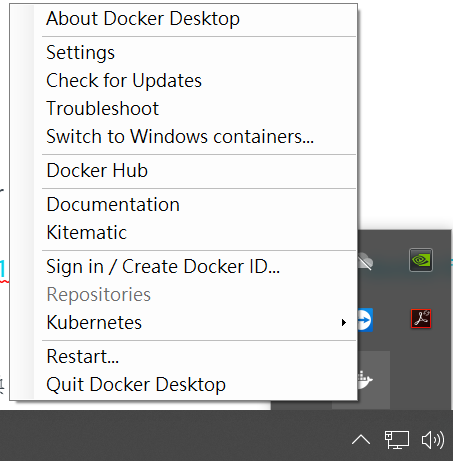 About Docker Desktop
Settings
Check for Updates
Troubleshoot
Switch to Windows containers...
Docker Hub
Documentation
Kitematic
Sign in / Create Docker ID...
Repositories
Kubernetes
Restart...
Quit Docker Desktop